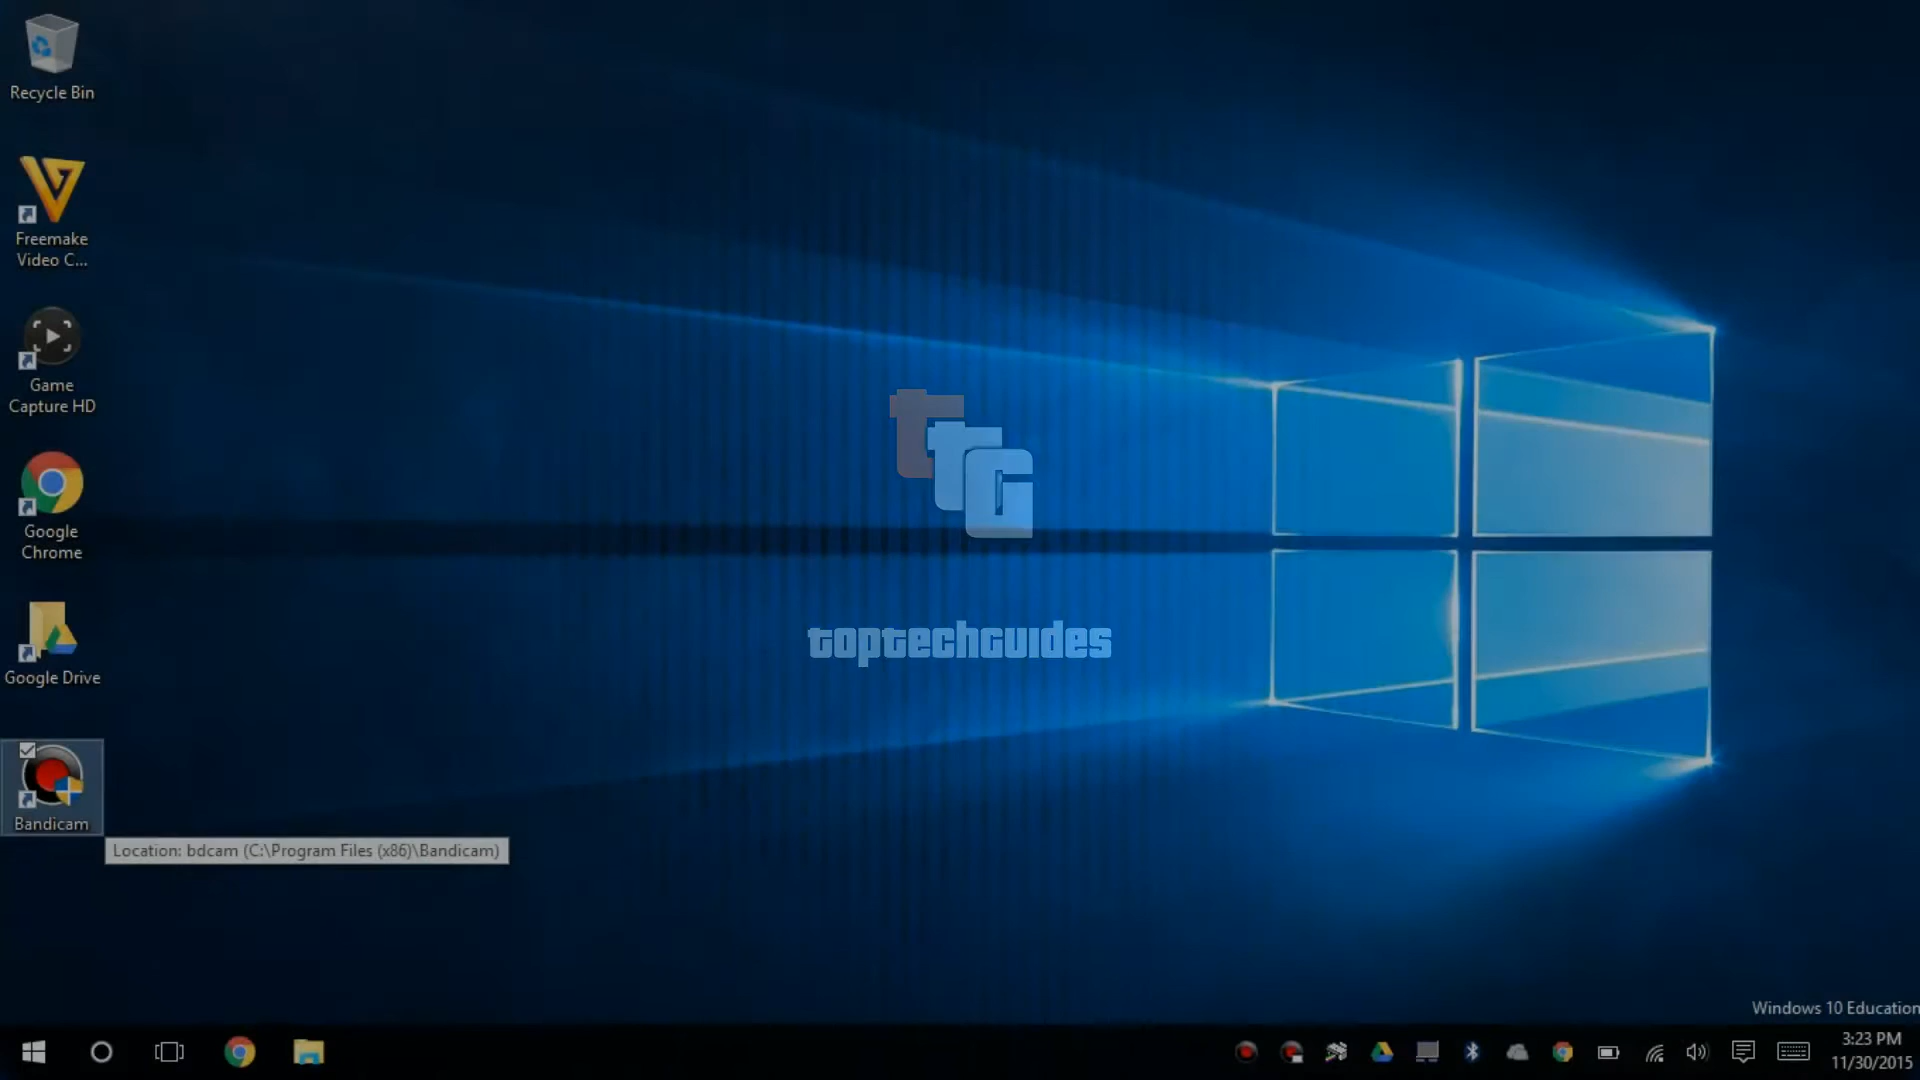 Recycle Bin
Freemake
Video C...
Game
Capture HD
Google
Chrome
Google Drive
Bandicam
Location: bdcam (C:\Program Files (x86)\Bandicam)
TTG
toptechguides
Windows 10 Education
3:23 PM
11/30/2015